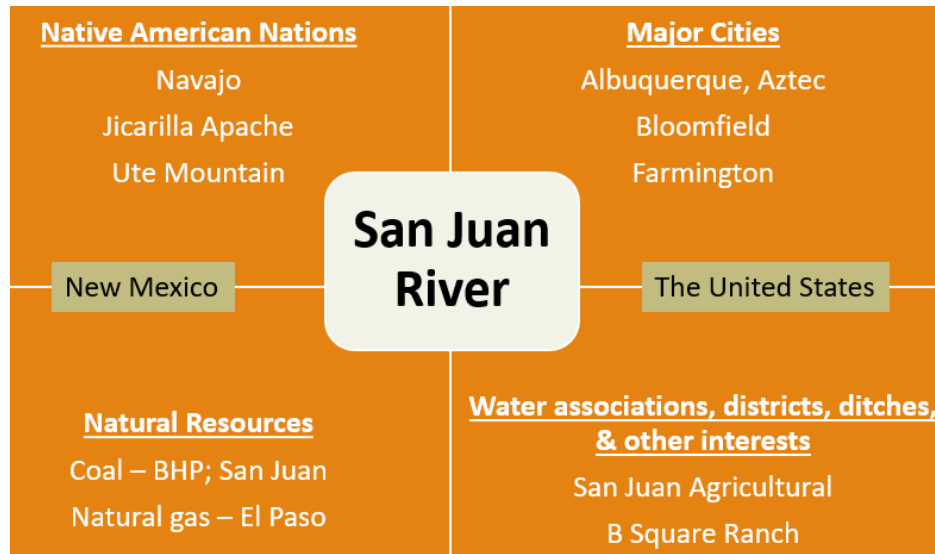 Native American Nations
Navajo
Jicarilla Apache
Ute Mountain
Major Cities
Albuquerque, Aztec
Bloomfield
Farmington
San Juan
River
New Mexico
The United States
Natural Resources
Coal – BHP; San Juan
Natural gas – El Paso
Water associations, districts, ditches,
& other interests
San Juan Agricultural
B Square Ranch